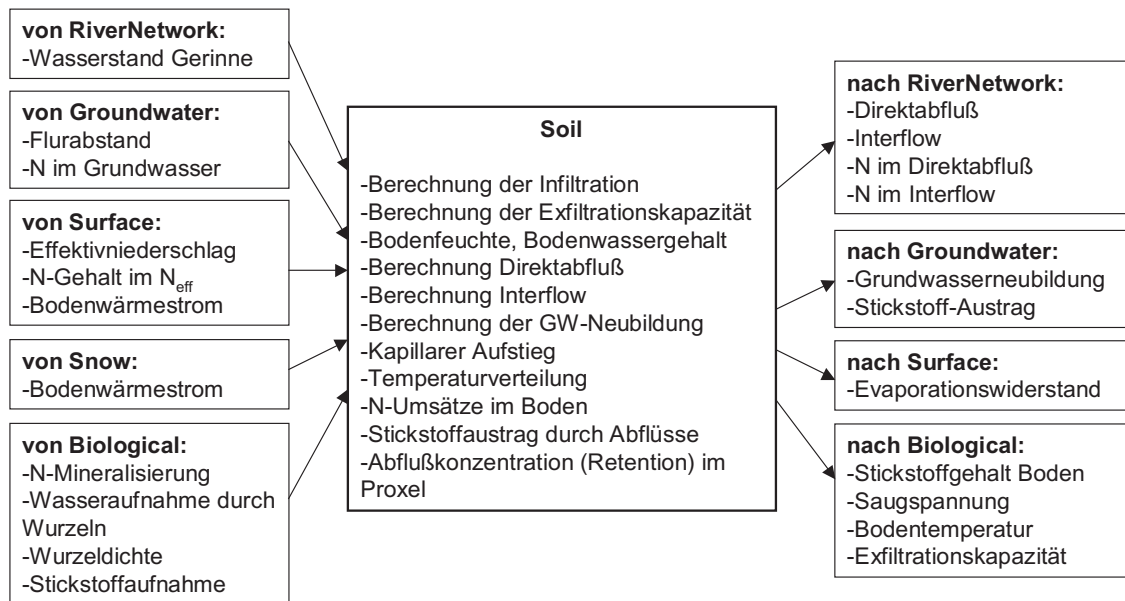 von RiverNetwork:
-Wasserstand Gerinne
von Groundwater:
-Flurabstand
-N im Grundwasser
von Surface:
-Effektivniederschlag
-N-Gehalt im Neff
-Bodenwärmestrom
von Snow:
-Bodenwärmestrom
von Biological:
-N-Mineralisierung
-Wasseraufnahme durch
Wurzeln
-Wurzeldichte
-Stickstoffaufnahme
Soil
-Berechnung der Infiltration
-Berechnung der Exfiltrationskapazität
-Bodenfeuchte, Bodenwassergehalt
-Berechnung Direktabfluß
-Berechnung Interflow
-Berechnung der GW-Neubildung
-Kapillarer Aufstieg
-Temperaturverteilung
-N-Umsätze im Boden
-Stickstoffaustrag durch Abflüsse
-Abflußkonzentration (Retention) im
Proxel
nach RiverNetwork:
-Direktabfluß
-Interflow
-N im Direktabfluß
-N im Interflow
nach Groundwater:
-Grundwasserneubildung
-Stickstoff-Austrag
nach Surface:
-Evaporationswiderstand
nach Biological:
-Stickstoffgehalt Boden
-Saugspannung
-Bodentemperatur
-Exfiltrationskapazität